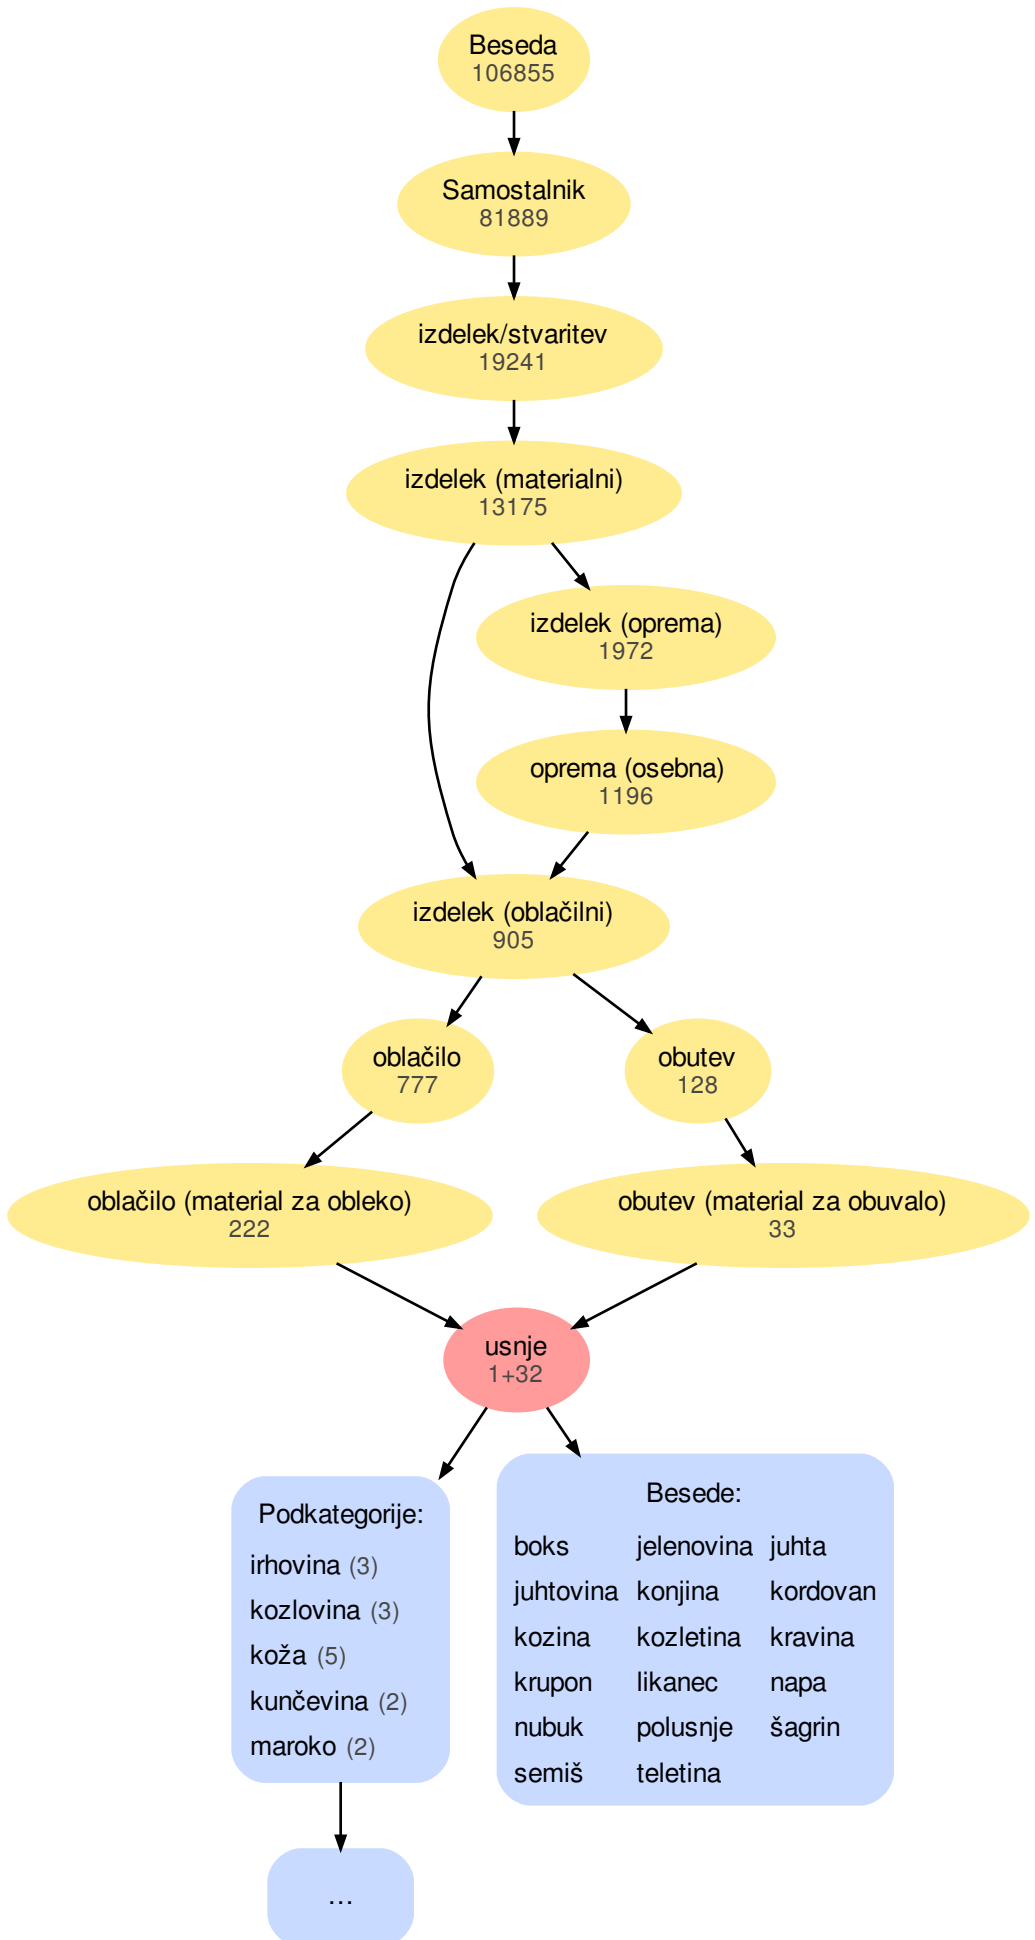 Beseda
106855
Samostalnik
81889
izdelek/stvaritev
19241
izdelek (materialni)
13175
izdelek (oprema)
1972
oprema (osebna)
1196
izdelek (oblačilni)
905
oblačilo
777
obutev
128
oblačilo (material za obleko)
222
obutev (material za obuvalo)
33
usnje
1+32
Podkategorije:
irhovina (3)
kozlovina (3)
koža (5)
kunčevina (2)
maroko (2)
Besede:
boks jelenovina juhta
juhtovina konjina kordovan
kozina kozletina kravina
krupon likanec napa
nubuk polusnje šagrin
semiš teletina
...